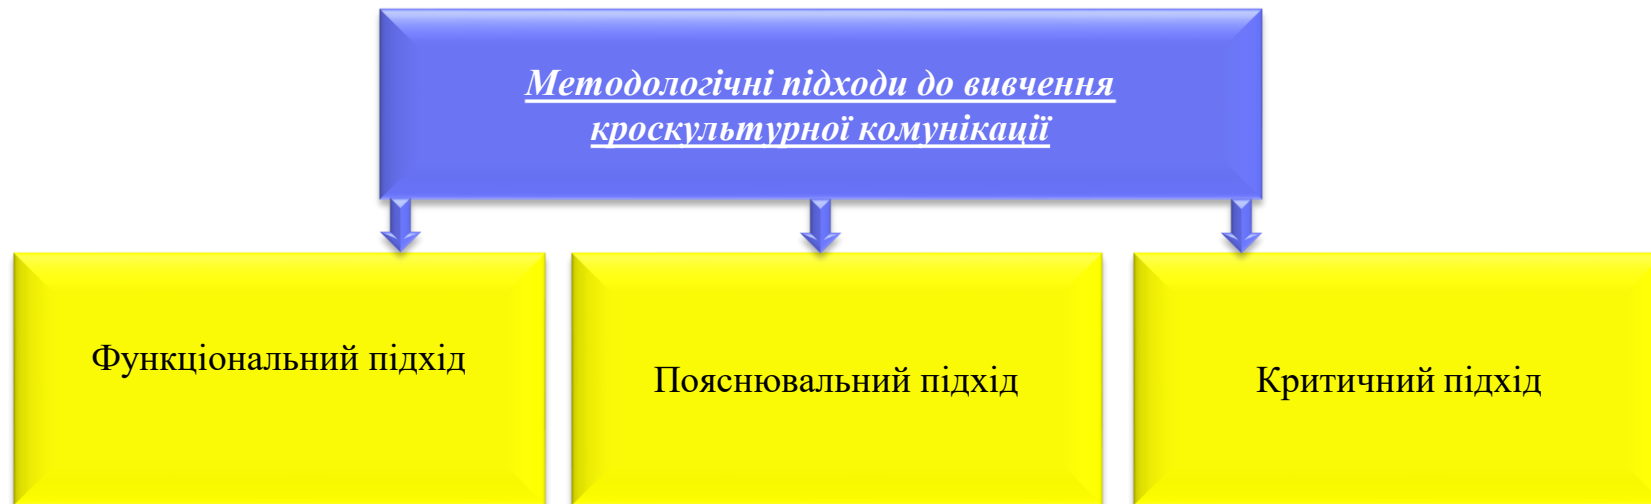 Методологічні підходи до вивчення
кроскультурної комунікації
Функціональний підхід
Пояснювальний підхід
Критичний підхід